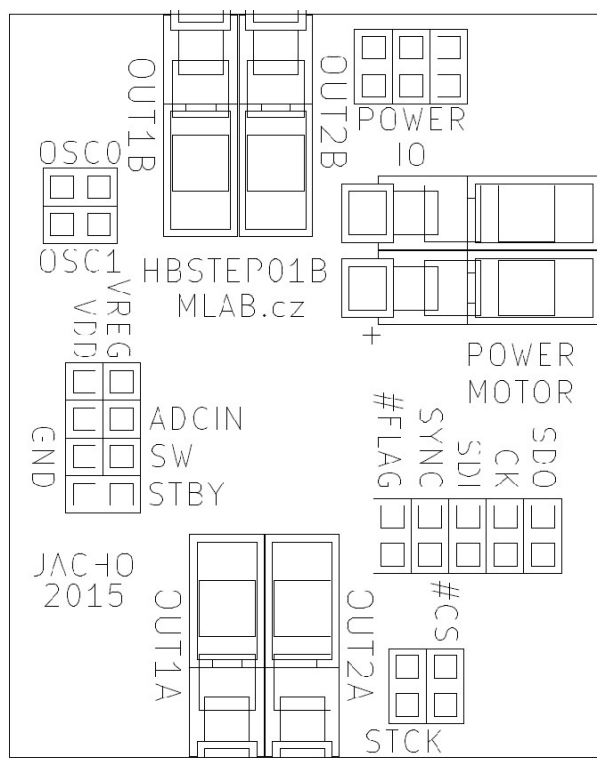 OUT1B
OUT2B
POWER
IO
OSC0
OSC1
HBSTEP01B
MLAB.cz
+
POWER
MOTOR
VDD
VREG
ADCIN
SW
STBY
GND
#FLAG
SYNC
SDI
CK
SDO
JACHO
2015
OUT1A
OUT2A
#CS
STCK